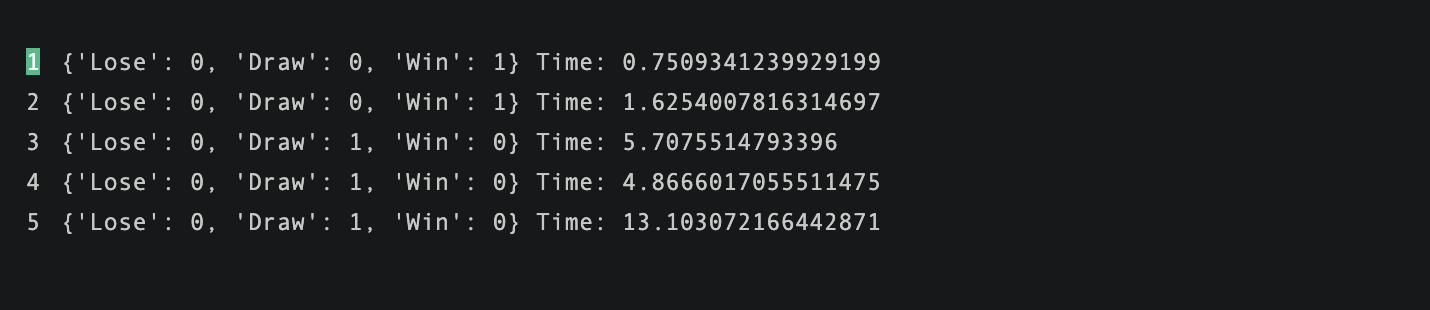 1 {'Lose': 0, 'Draw': 0, 'Win': 1} Time: 0.7509341239929199
2 {'Lose': 0, 'Draw': 0, 'Win': 1} Time: 1.6254007816314697
3 {'Lose': 0, 'Draw': 1, 'Win': 0} Time: 5.7075514793396
4 {'Lose': 0, 'Draw': 1, 'Win': 0} Time: 4.8666017055511475
5 {'Lose': 0, 'Draw': 1, 'Win': 0} Time: 13.103072166442871